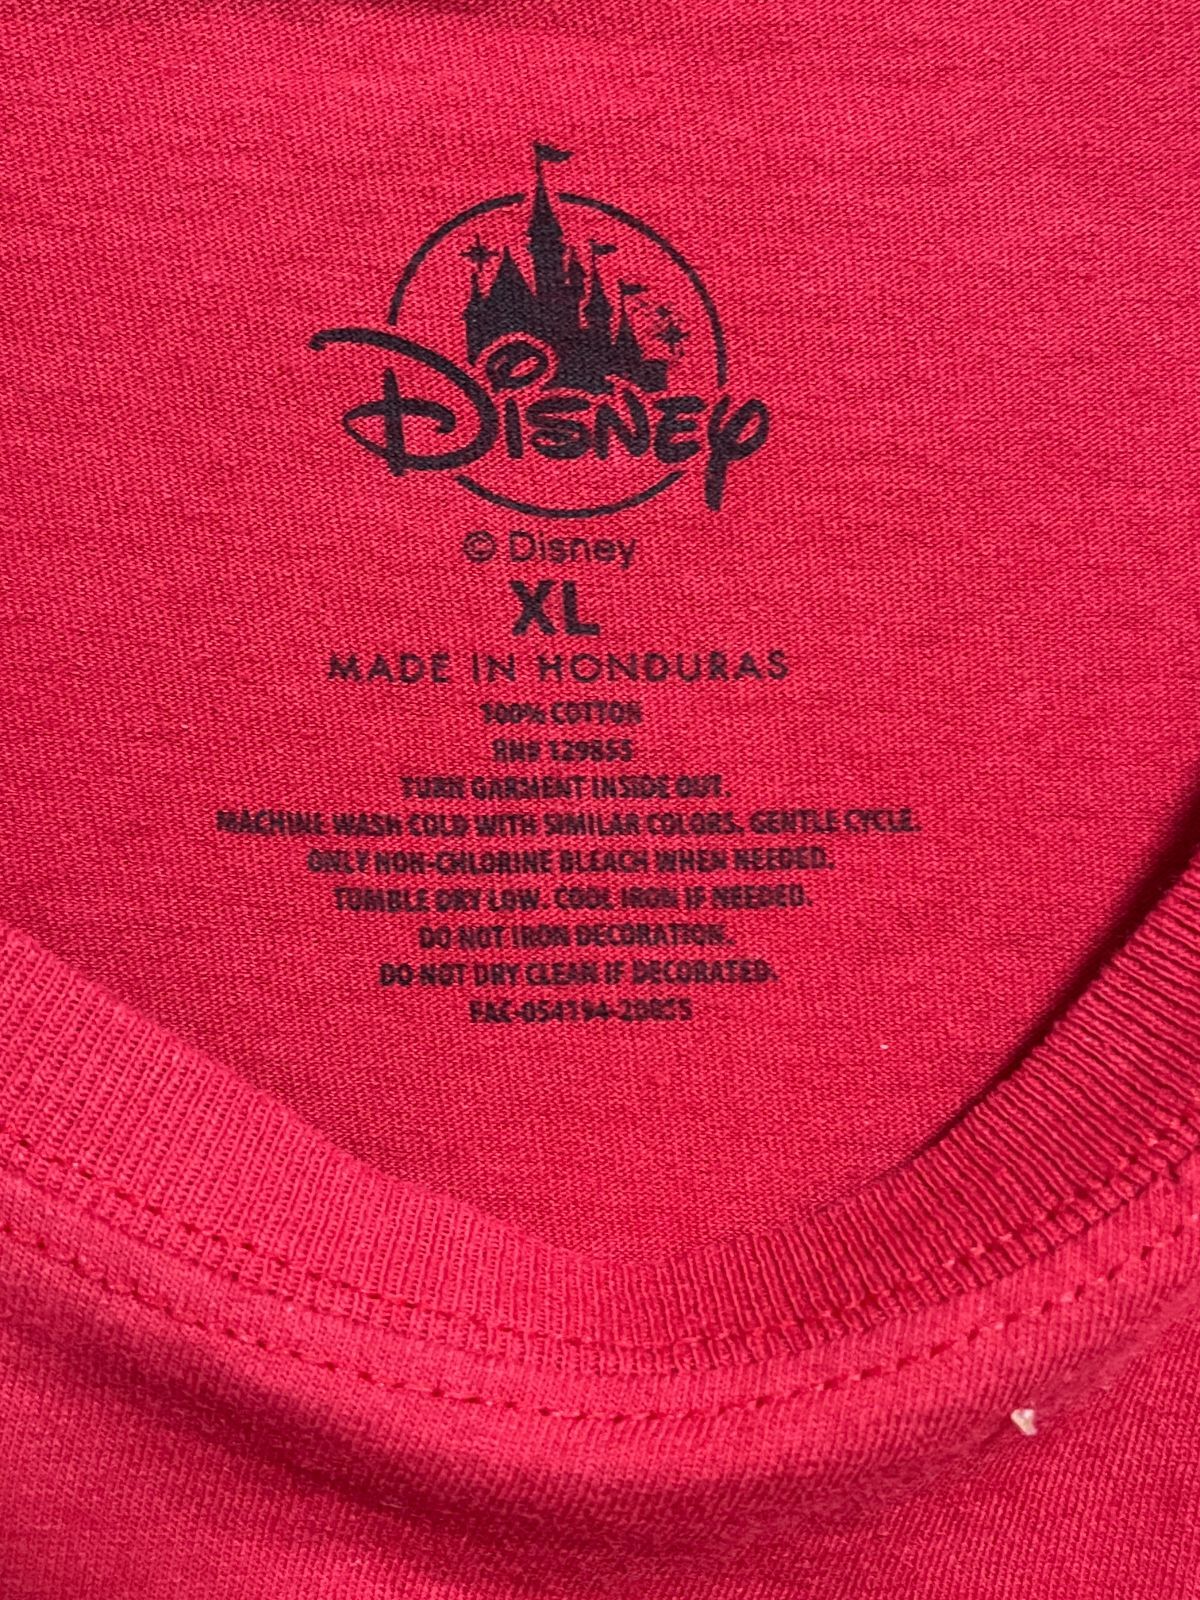 Disney
© Disney
XL
MADE IN HONDURAS
100% COTTON
RN# 129855
TURN GARMENT INSIDE OUT.
MACHINE WASH COLD WITH SIMILAR COLORS. GENTLE CYCLE.
ONLY NON-CHLORINE BLEACH WHEN NEEDED.
TUMBLE DRY LOW. COOL IRON IF NEEDED.
DO NOT IRON DECORATION.
DO NOT DRY CLEAN IF DECORATED.
FAC-054194-20055